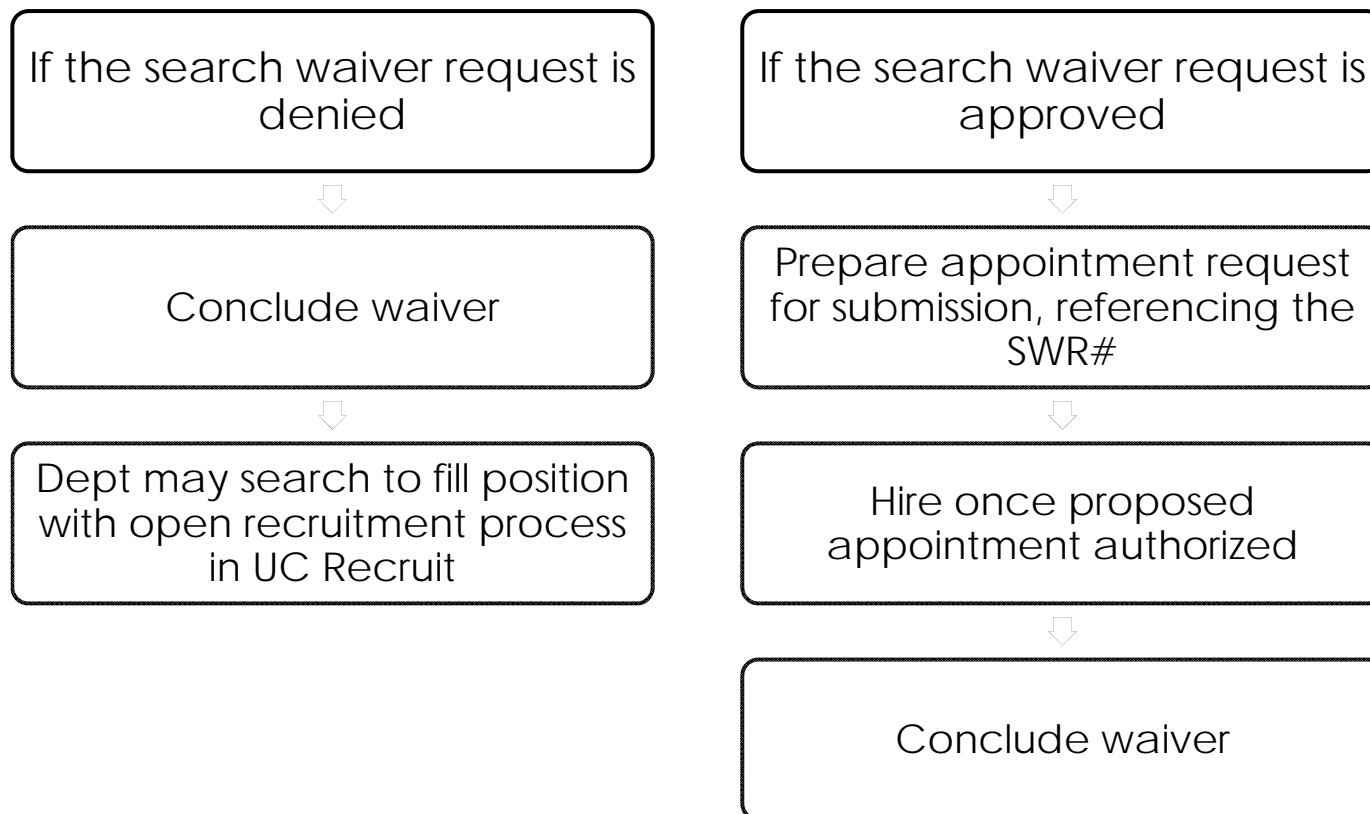 If the search waiver request is
denied
Conclude waiver
Dept may search to fill position
with open recruitment process
in UC Recruit
If the search waiver request is
approved
Prepare appointment request
for submission, referencing the
SWR#
Hire once proposed
appointment authorized
Conclude waiver